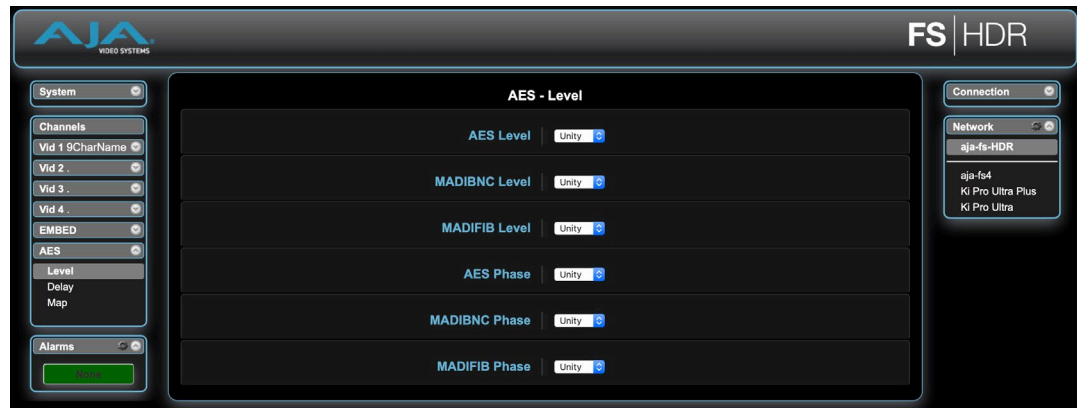 AJA
VIDEO SYSTEMS
FS HDR
System
Channels
Vid 1 9CharName
Vid 2 .
Vid 3 .
Vid 4 .
EMBED
AES
Level
Delay
Map
Alarms
None
AES - Level
AES Level Unity
MADIBNC Level Unity
MADIFIB Level Unity
AES Phase Unity
MADIBNC Phase Unity
MADIFIB Phase Unity
Connection
Network
aja-fs-HDR
aja-fs4
Ki Pro Ultra Plus
Ki Pro Ultra